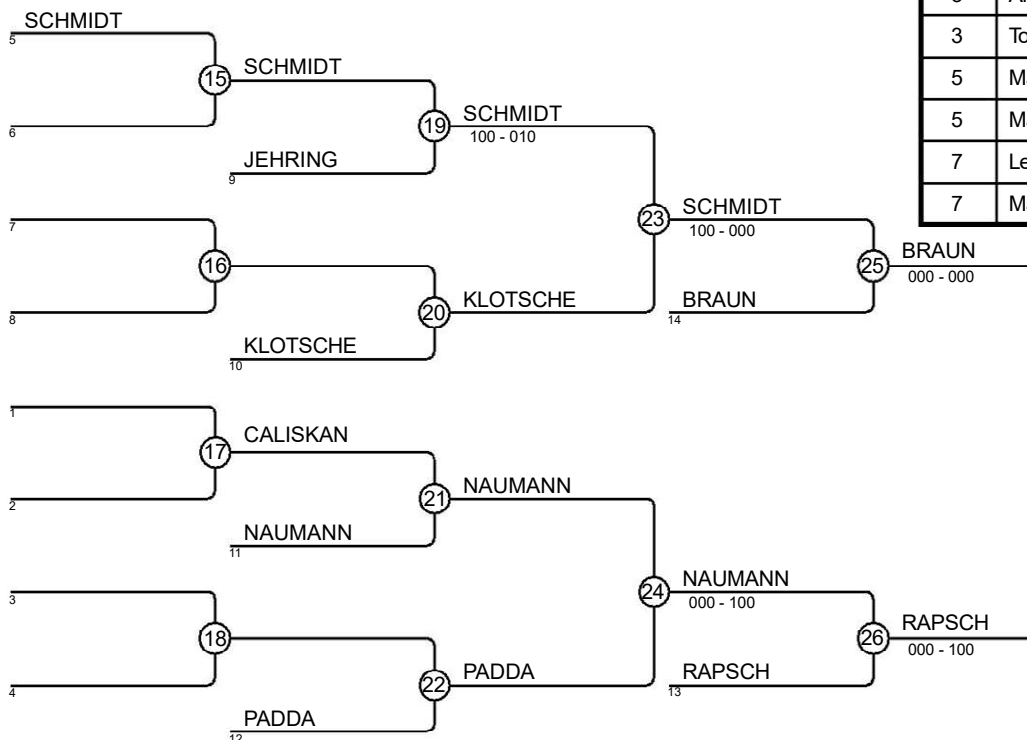 SCHMIDT
5
15
SCHMIDT
6
19
SCHMIDT
100 - 010
JEHRING
9
7
16
23
SCHMIDT
100 - 000
8
20
KLOTSCHE
KLOTSCHE
10
25
BRAUN
000 - 000
BRAUN
14
1
17
CALISKAN
2
21
NAUMANN
NAUMANN
11
3
18
24
NAUMANN
000 - 100
4
22
PADDA
PADDA
12
26
RAPSCH
000 - 100
RAPSCH
13
3
5
5
7
7